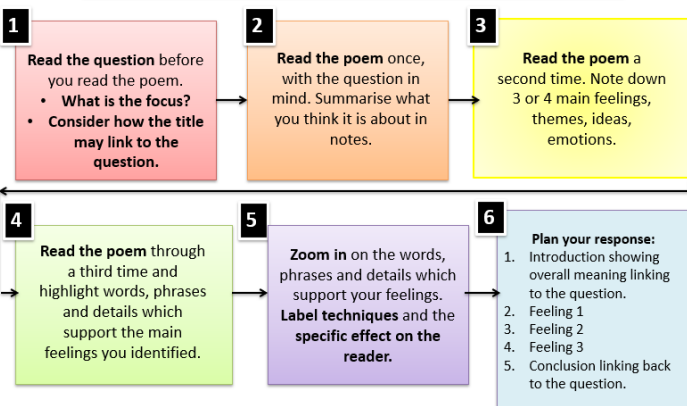 1
Read the question before
you read the poem.
• What is the focus?
• Consider how the title
may link to the
question.
2
Read the poem once,
with the question in
mind. Summarise what
you think it is about in
notes.
3
Read the poem a
second time. Note down
3 or 4 main feelings,
themes, ideas,
emotions.
4
Read the poem through
a third time and
highlight words, phrases
and details which
support the main
feelings you identified.
5
Zoom in on the words,
phrases and details which
support your feelings.
Label techniques and the
specific effect on the
reader.
6
Plan your response:
1. Introduction showing
overall meaning linking
to the question.
2. Feeling 1
3. Feeling 2
4. Feeling 3
5. Conclusion linking back
to the question.